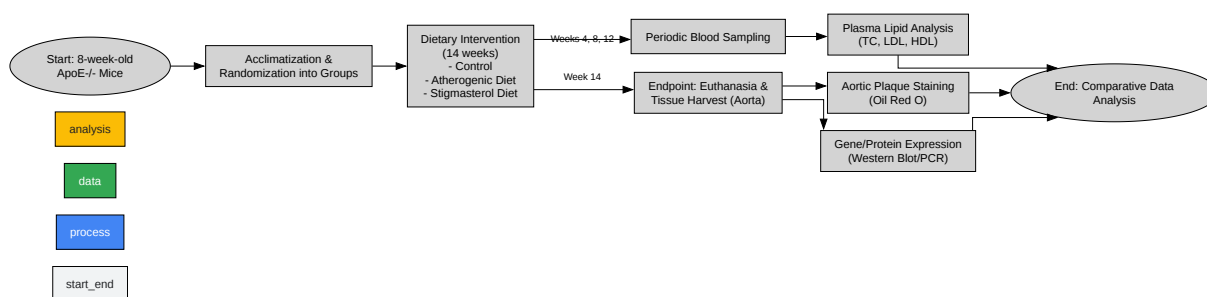 Start: 8-week-old
ApoE-/- Mice
Acclimatization &
Randomization into Groups
Dietary Intervention
(14 weeks)
- Control
- Atherogenic Diet
- Stigmasterol Diet
Weeks 4, 8, 12
Week 14
Periodic Blood Sampling
Plasma Lipid Analysis
(TC, LDL, HDL)
Endpoint: Euthanasia &
Tissue Harvest (Aorta)
Aortic Plaque Staining
(Oil Red O)
Gene/Protein Expression
(Western Blot/PCR)
End: Comparative Data
Analysis
analysis
data
process
start_end